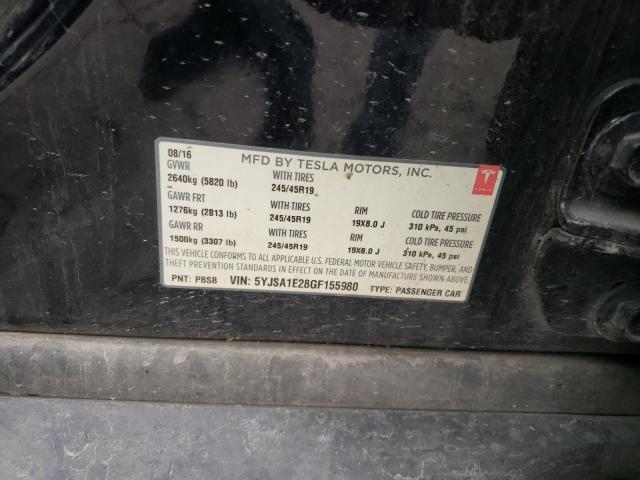 08/16
MFD BY TESLA MOTORS, INC.
GVWR
2640kg (5820 lb)
WITH TIRES
245/45R19
GAWR FRT
1276kg (2813 lb)
WITH TIRES
245/45R19
RIM
19X8.0 J
COLD TIRE PRESSURE
310 kPa, 45 psi
GAWR RR
1500kg (3307 lb)
WITH TIRES
245/45R19
RIM
19X8.0 J
COLD TIRE PRESSURE
310 kPa, 45 psi
THIS VEHICLE CONFORMS TO ALL APPLICABLE U.S. FEDERAL MOTOR VEHICLE SAFETY, BUMPER, AND
THEFT PREVENTION STANDARDS IN EFFECT ON THE DATE OF MANUFACTURE SHOWN ABOVE.
PNT: PBSB VIN: 5YJSA1E28GF155980 TYPE: PASSENGER CAR
TESLA